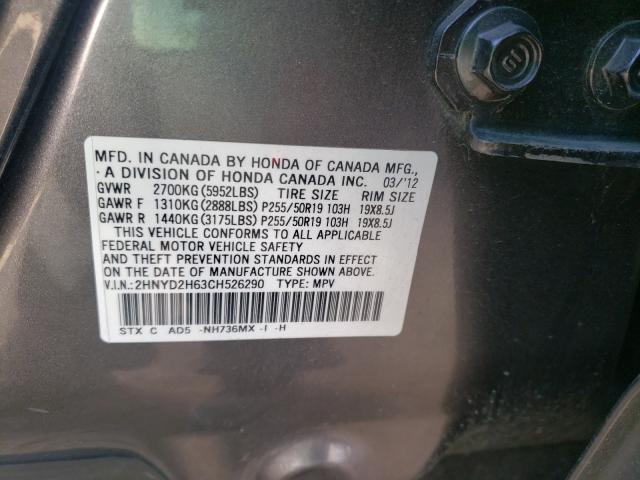 MFD. IN CANADA BY HONDA OF CANADA MFG.,
A DIVISION OF HONDA CANADA INC. 03/'12
GVWR 2700KG (5952LBS) TIRE SIZE RIM SIZE
GAWR F 1310KG (2888LBS) P255/50R19 103H 19X8.5J
GAWR R 1440KG (3175LBS) P255/50R19 103H 19X8.5J
THIS VEHICLE CONFORMS TO ALL APPLICABLE
FEDERAL MOTOR VEHICLE SAFETY
AND THEFT PREVENTION STANDARDS IN EFFECT
ON THE DATE OF MANUFACTURE SHOWN ABOVE.
V.I.N.: 2HNYD2H63CH526290 TYPE: MPV
STX C AD5 -NH736MX -I -H